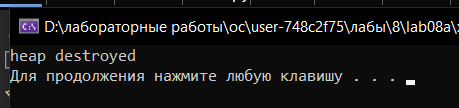 D:\лабораторные работы\ос\user-748c2f75\лабы\8\lab08a\
heap destroyed
Для продолжения нажмите любую клавишу . . .